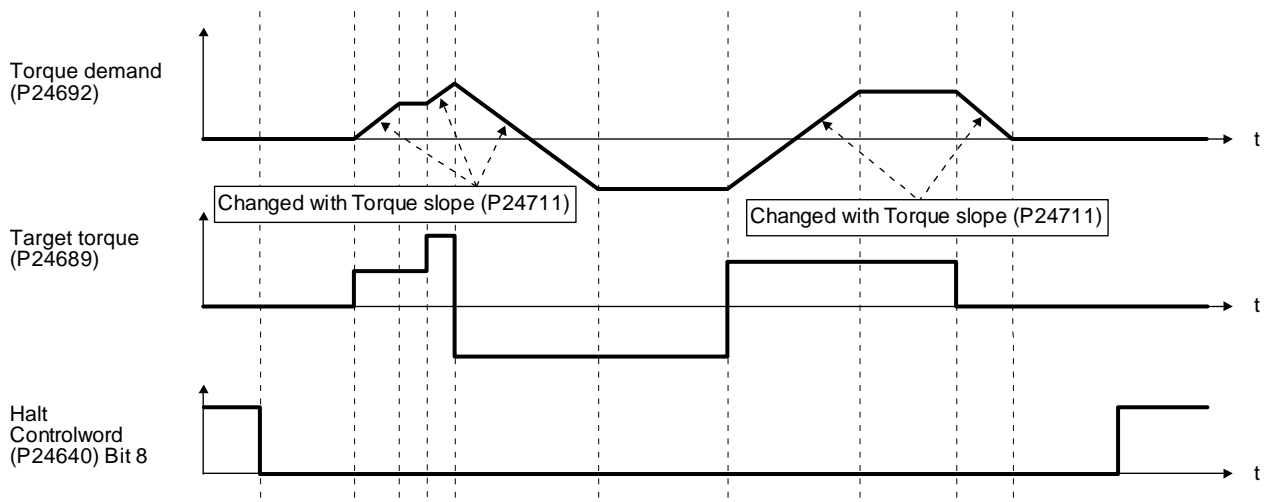 Torque demand
(P24692)
t
Changed with Torque slope (P24711)
Changed with Torque slope (P24711)
Target torque
(P24689)
t
Halt
Controlword
(P24640) Bit 8
t